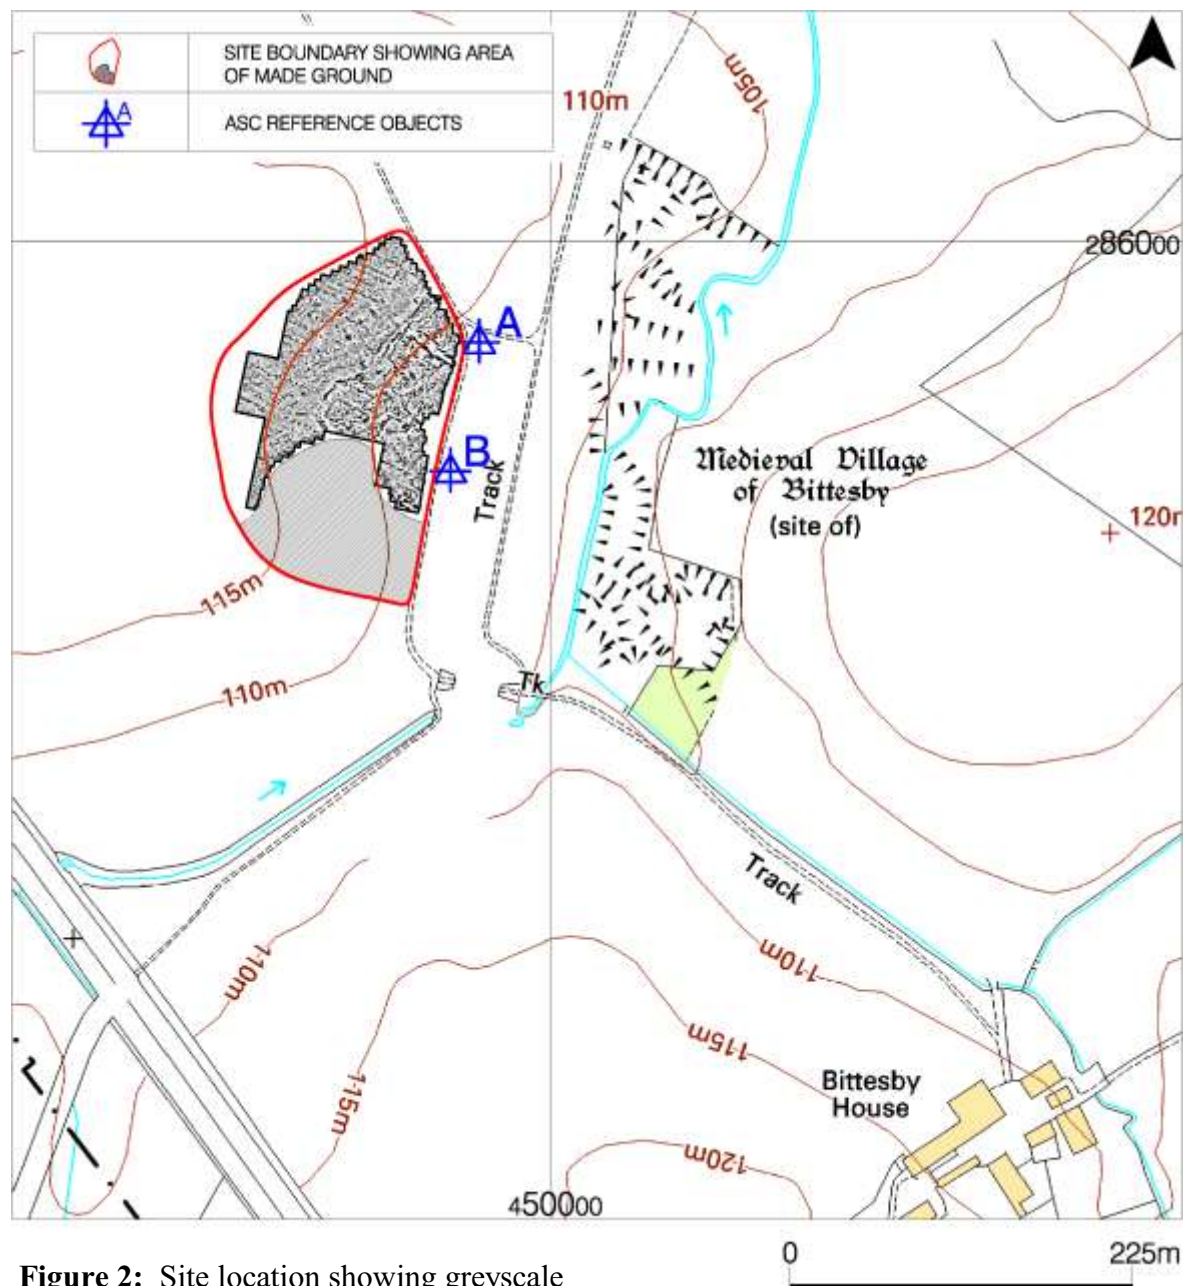 SITE BOUNDARY SHOWING AREA
OF MADE GROUND
A
ASC REFERENCE OBJECTS
105m
110m
28600000
A
B
Track
Medieval Village
of Bittesby
(site of)
120m
115m
110m
Tk
Track
110m
110m
115m
115m
Bittesby
House
120m
45000000
0
225m
Figure 2: Site location showing greyscale